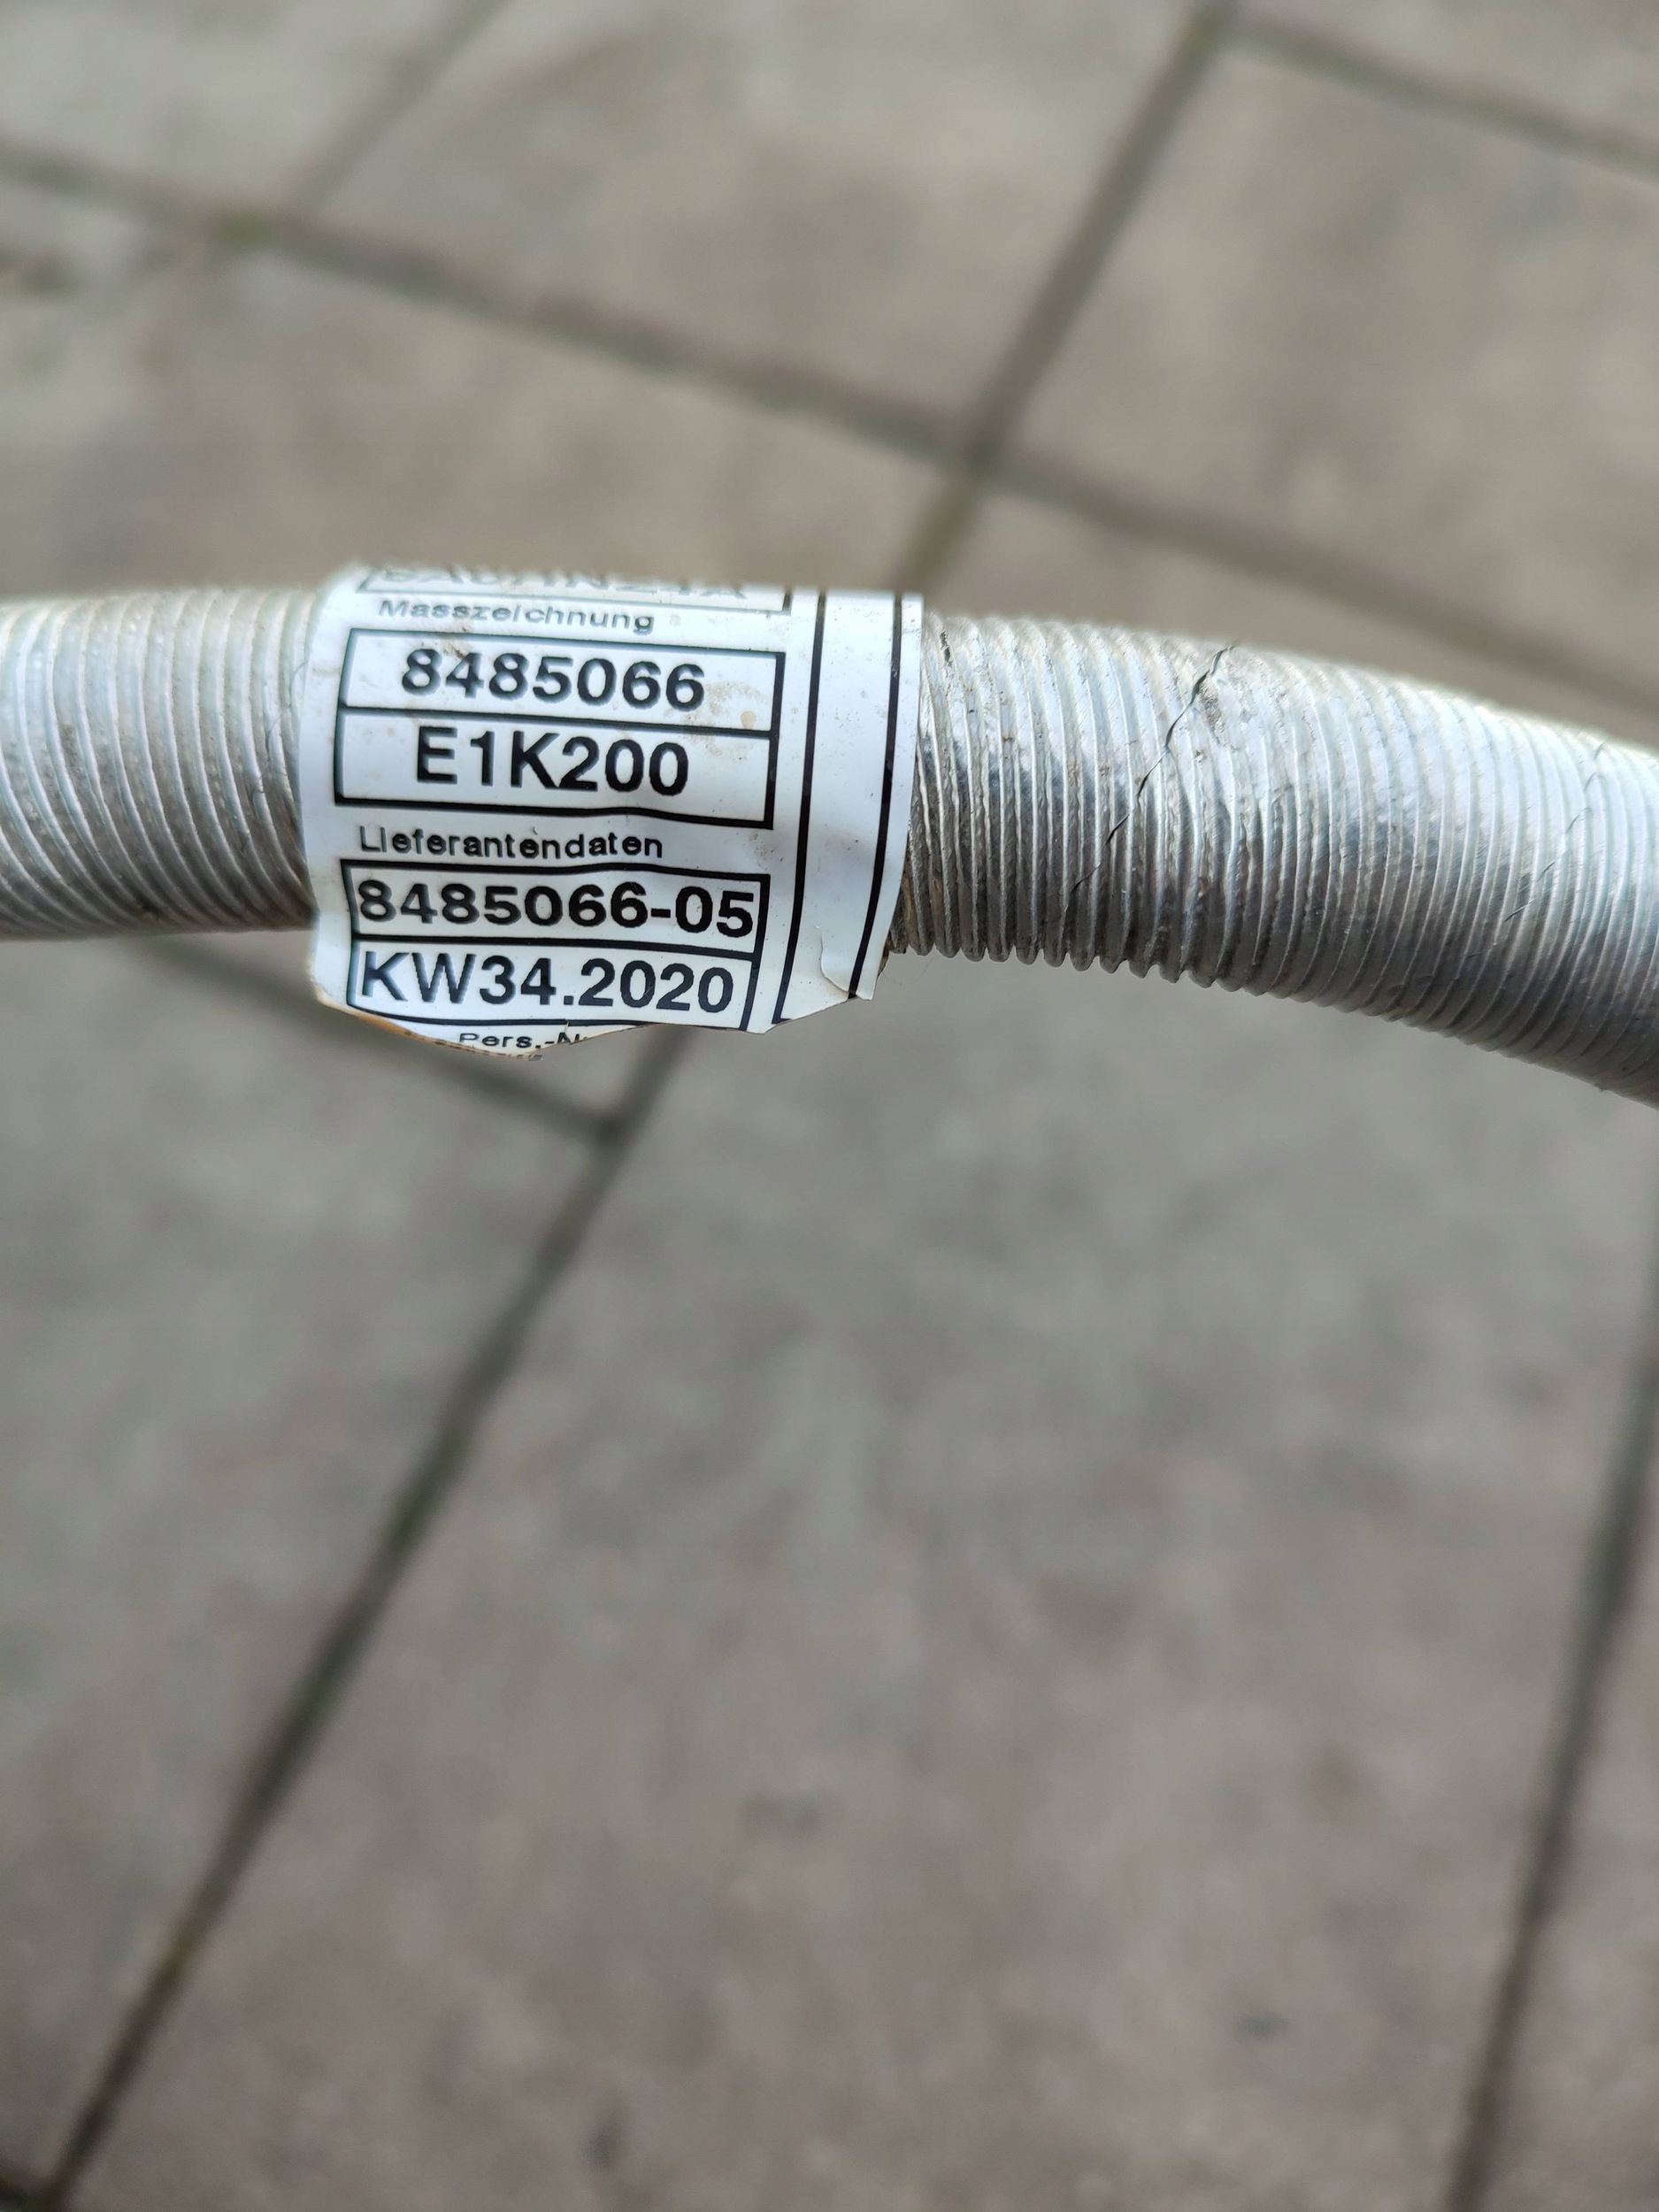 Masszeichnung
8485066
E1K200
Lieferantendaten
8485066-05
KW34.2020